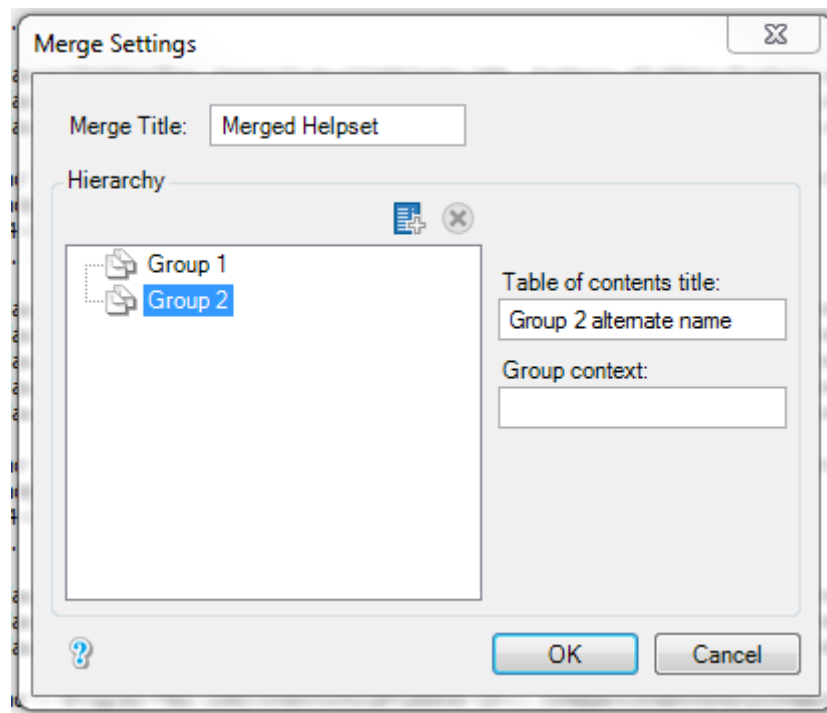 Merge Settings
Merge Title: Merged Helpset
Hierarchy
Group 1
Group 2
Table of contents title:
Group 2 alternate name
Group context:
OK Cancel